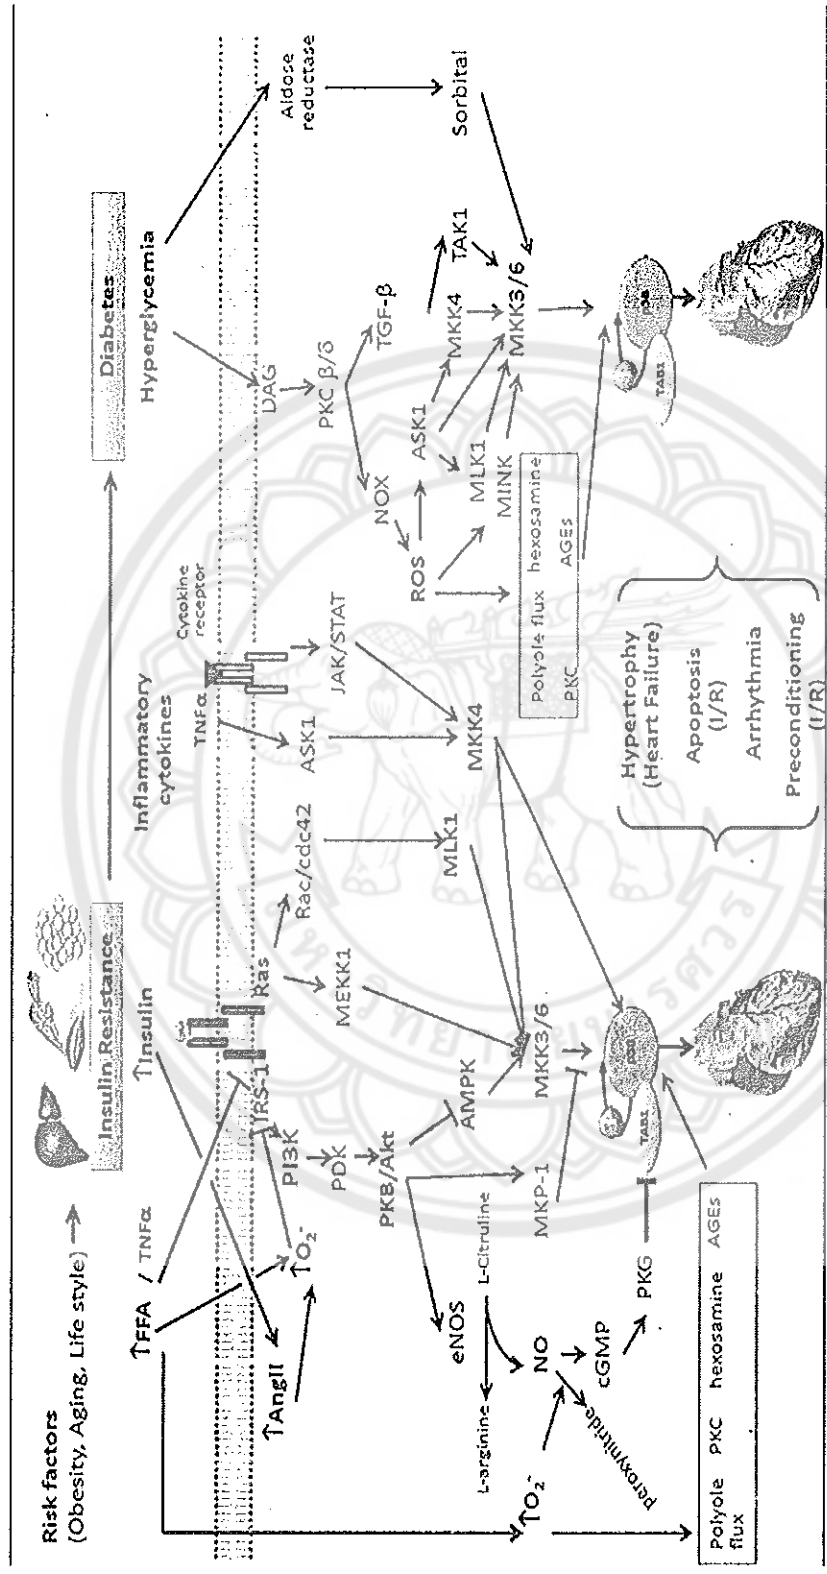 Risk factors
(Obesity, Aging, Life style)
Insulin Resistance
Diabetes
↑FFA / TNFα
↑Insulin
Inflammatory
cytokines
TNFα
Cytokine
receptor
Hyperglycemia
↑AngII
↑O2-
IRS-1
Ras
PI3K
PDK
PKB/Akt
MEKK1
Rac/cdc42
ASK1
JAK/STAT
DAG
PKC β/δ
NOX
TGF-β
ROS
Aldose
reductase
Sorbital
eNOS
L-arginine
L-Citruline
AMPK
MKP-1
MLK1
MKK4
ASK1
MKK4
TAK1
MLK1
MINK
MKK3/6
↑O2-
NO
peroxynitride
cGMP
PKG
MKK3/6
Polyole flux hexosamine
PKC AGEs
TAB1
p38
TAB1
Polyole PKC hexosamine AGEs
flux
Hypertrophy
(Heart Failure)
Apoptosis
(I/R)
Arrhythmia
Preconditioning
(I/R)